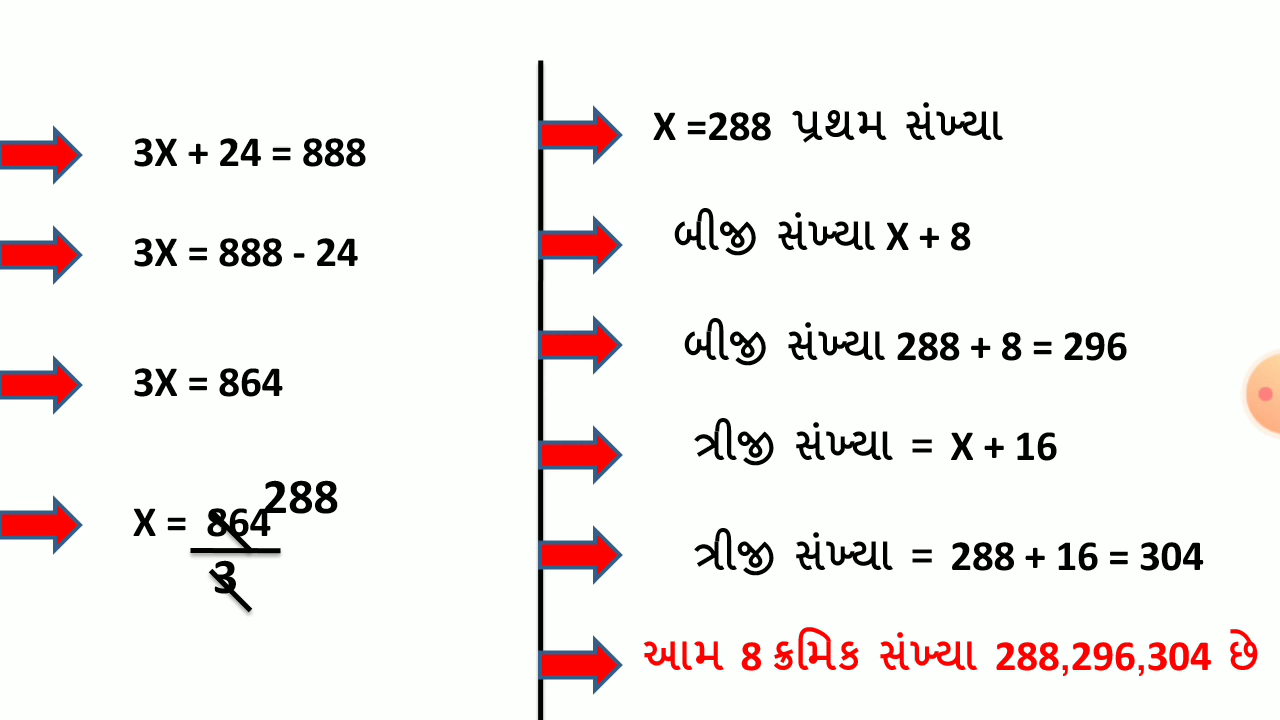 3X + 24 = 888
3X = 888 - 24
3X = 864
288
X = 864
3
X =288 પ્રથમ સંખ્યા
બીજી સંખ્યા X + 8
બીજી સંખ્યા 288 + 8 = 296
ત્રીજી સંખ્યા = X + 16
ત્રીજી સંખ્યા = 288 + 16 = 304
આમ 8 ક્રમિક સંખ્યા 288,296,304 છે